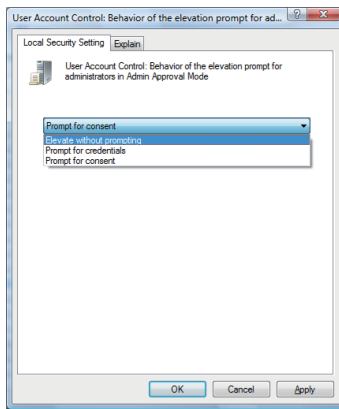 User Account Control: Behavior of the elevation prompt for ad...
Local Security Setting
Explain
User Account Control: Behavior of the elevation prompt for
administrators in Admin Approval Mode
Prompt for consent
Elevate without prompting
Prompt for credentials
Prompt for consent
OK
Cancel
Apply